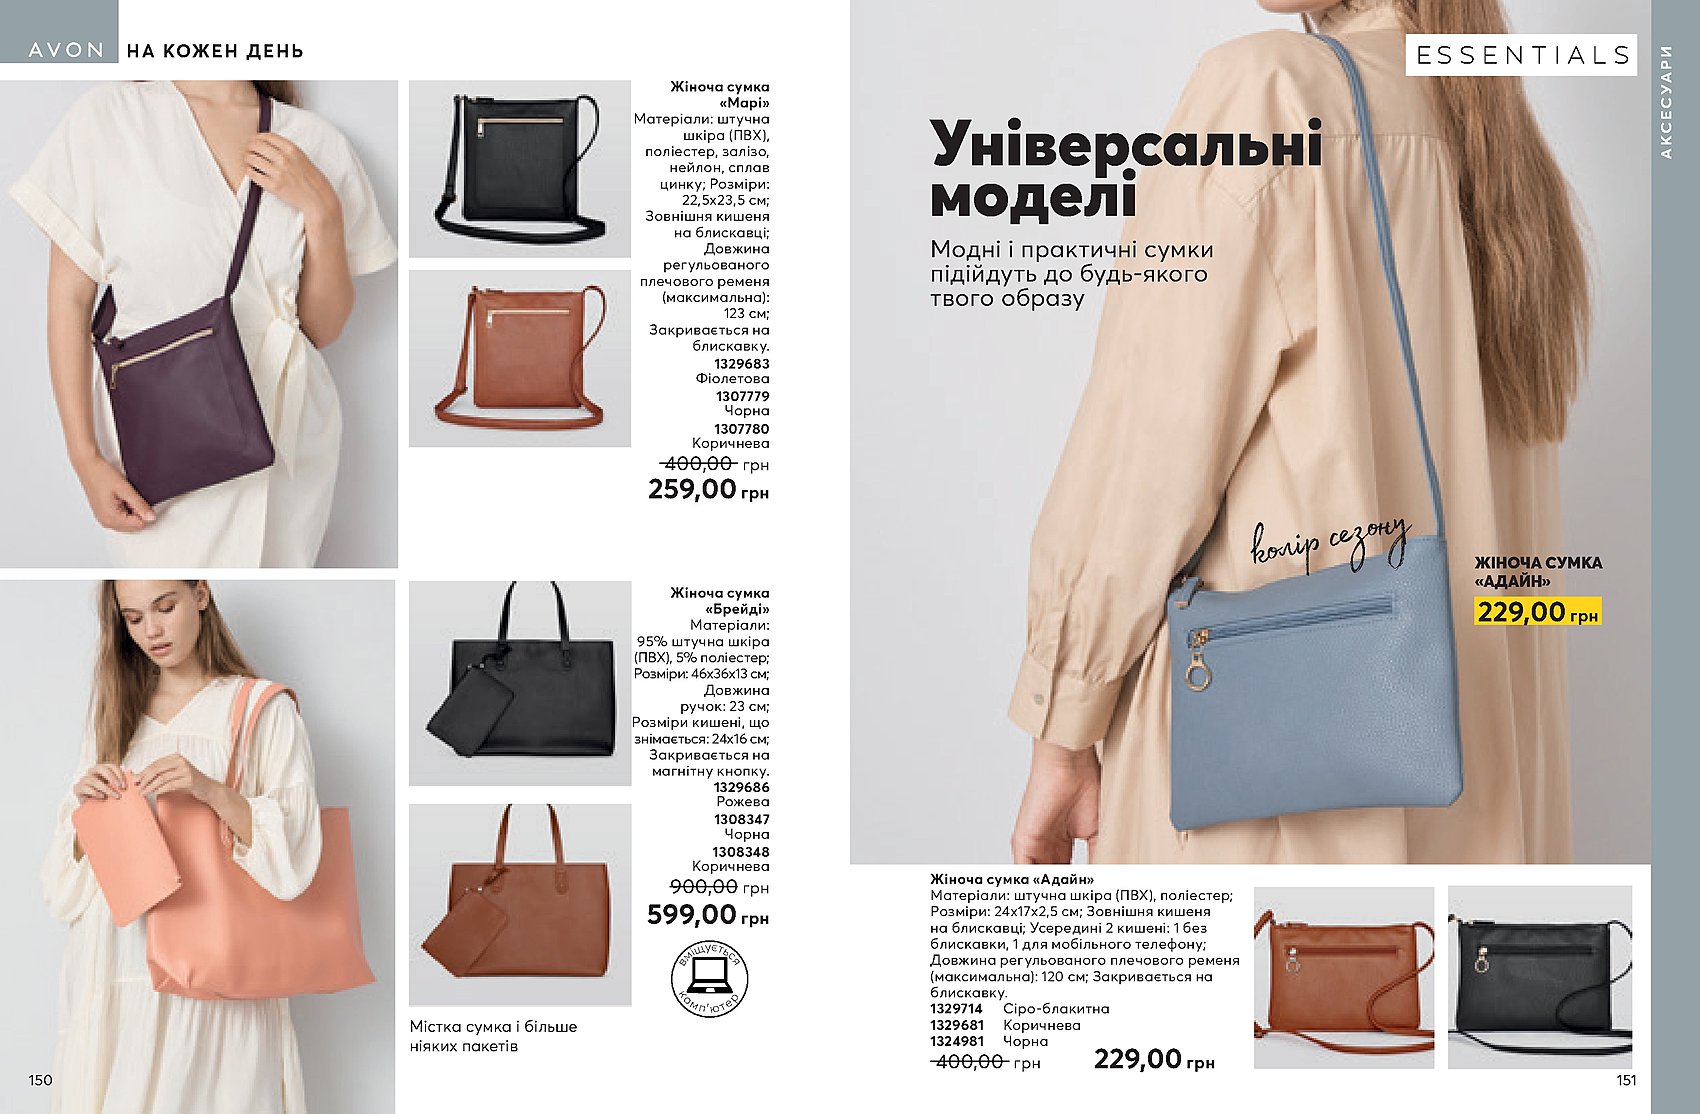 AVON НА КОЖЕН ДЕНЬ
Жіноча сумка
«Марі»
Матеріали: штучна
шкіра (ПВХ),
поліестер, залізо,
нейлон, сплав
цинку; Розміри:
22,5х23,5 см;
Зовнішня кишеня
на блискавці;
Довжина
регульованого
плечового ременя
(максимальна):
123 см;
Закривається на
блискавку.
1329683
Фіолетова
1307779
Чорна
1307780
Коричнева
400,00 грн
259,00 грн
Жіноча сумка
«Брейді»
Матеріали:
95% штучна шкіра
(ПВХ), 5% поліестер;
Розміри: 46х36х13 см;
Довжина
ручок: 23 см;
Розміри кишені, що
знімається: 24х16 см;
Закривається на
магнітну кнопку.
1329686
Рожева
1308347
Чорна
1308348
Коричнева
900,00 грн
599,00 грн
вміщується
комп'ютер
Містка сумка і більше
ніяких пакетів
150
ESSENTIALS
АКСЕСУАРИ
Універсальні
моделі
Модні і практичні сумки
підійдуть до будь-якого
твого образу
колір сезону
ЖІНОЧА СУМКА
«АДАЙН»
229,00 грн
Жіноча сумка «Адайн»
Матеріали: штучна шкіра (ПВХ), поліестер;
Розміри: 24х17х2,5 см; Зовнішня кишеня
на блискавці; Усередині 2 кишені: 1 без
блискавки, 1 для мобільного телефону;
Довжина регульованого плечового ременя
(максимальна): 120 см; Закривається на
блискавку.
1329714 Сіро-блакитна
1329681 Коричнева
1324981 Чорна
400,00 грн 229,00 грн
151